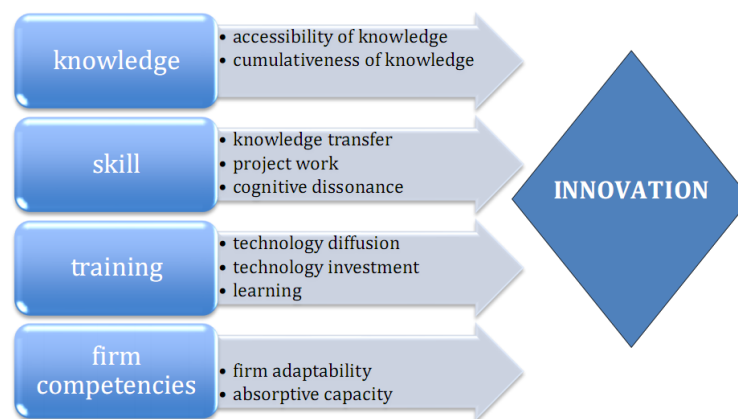 knowledge
• accessibility of knowledge
• cumulativeness of knowledge
skill
• knowledge transfer
• project work
• cognitive dissonance
training
• technology diffusion
• technology investment
• learning
firm
competencies
• firm adaptability
• absorptive capacity
INNOVATION